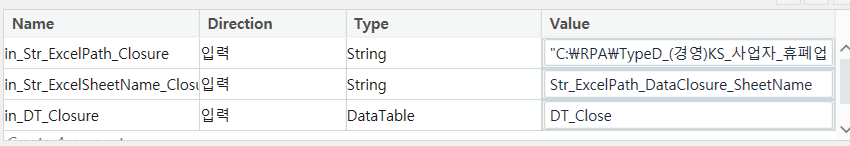 Name Direction Type Value
in_Str_ExcelPath_Closure 입력 String "C:₩RPA₩TypeD_(경영)KS_사업자_휴폐업
in_Str_ExcelSheetName_Closu 입력 String Str_ExcelPath_DataClosure_SheetName
in_DT_Closure 입력 DataTable DT_Close